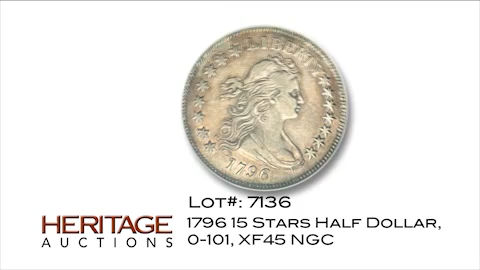 LIBERTY
1796
LOT#: 7136
HERITAGE
AUCTIONS
1796 15 STARS HALF DOLLAR,
O-101, XF45 NGC